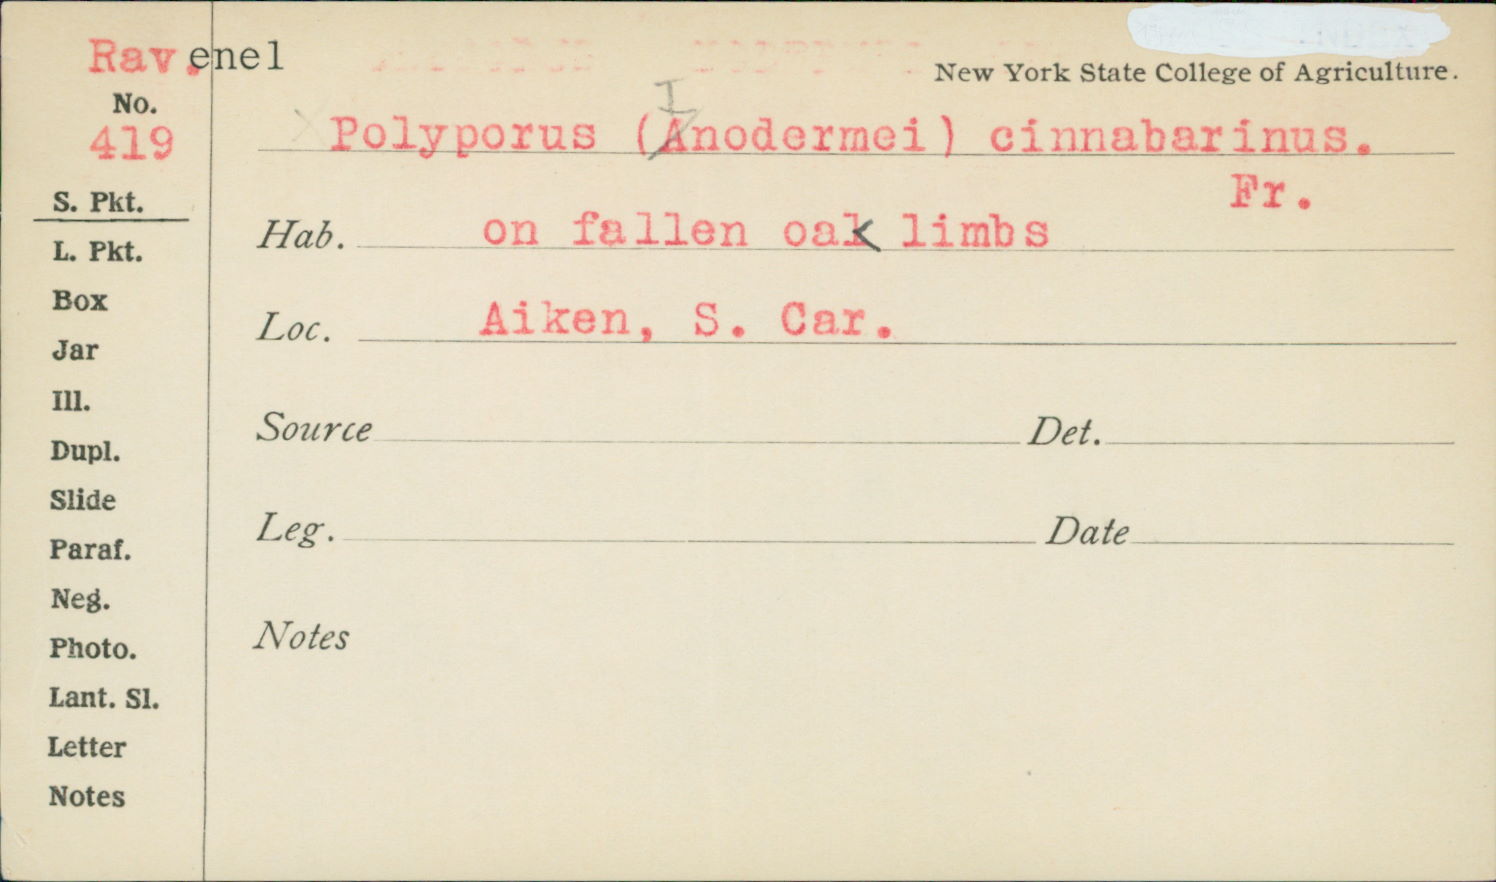 Rav.enel
New York State College of Agriculture.
No.
419
Polyporus (Anodermei) cinnabarinus.
I
Fr.
S. Pkt.
Hab. on fallen oak limbs
L. Pkt.
Box
Loc. Aiken, S. Car.
Jar
Ill.
Source Det.
Dupl.
Slide
Leg. Date
Paraf.
Neg.
Notes
Photo.
Lant. Sl.
Letter
Notes